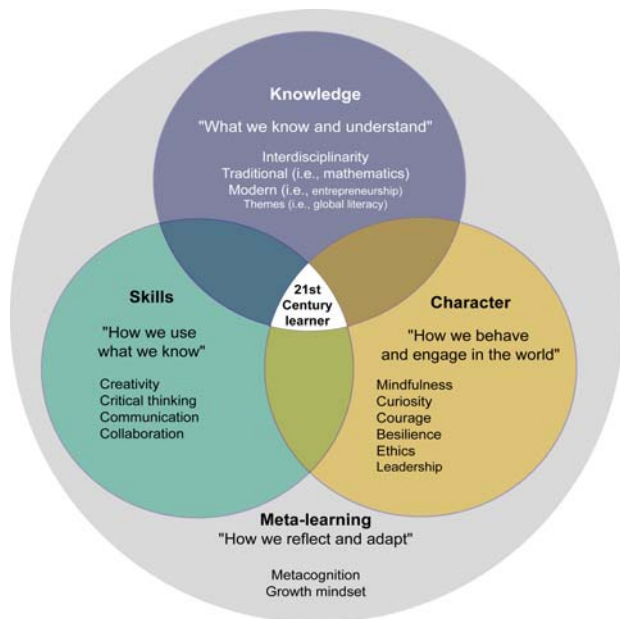 Knowledge
"What we know and understand"
Interdisciplinarity
Traditional (i.e., mathematics)
Modern (i.e., entrepreneurship)
Themes (i.e., global literacy)
21st
Century
learner
Skills
"How we use
what we know"
Creativity
Critical thinking
Communication
Collaboration
Character
"How we behave
and engage in the world"
Mindfulness
Curiosity
Courage
Besilience
Ethics
Leadership
Meta-learning
"How we reflect and adapt"
Metacognition
Growth mindset